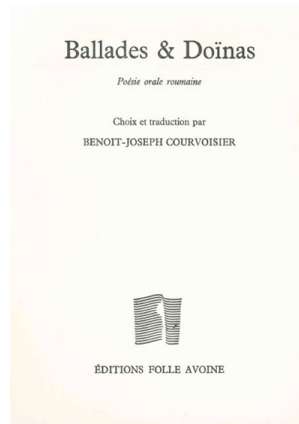 Ballades & Doïnas
Poésie orale roumaine
Choix et traduction par
BENOIT-JOSEPH COURVOISIER
ÉDITIONS FOLLE AVOINE